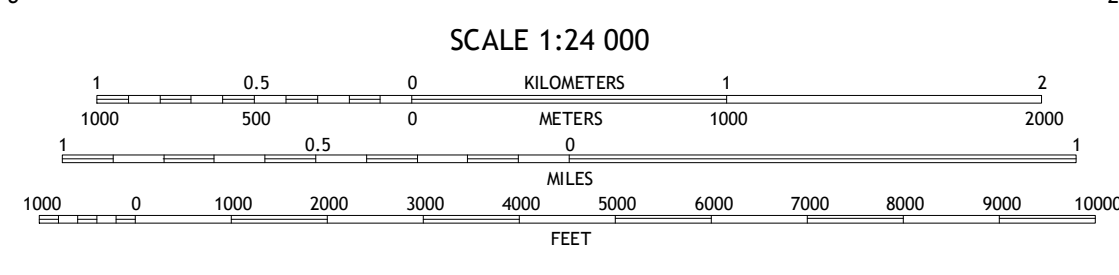 SCALE 1:24 000
1 0.5 0 KILOMETERS 1 2
1000 500 0 METERS 1000 2000
1 0.5 0 1
MILES
1000 0 1000 2000 3000 4000 5000 6000 7000 8000 9000 10000
FEET